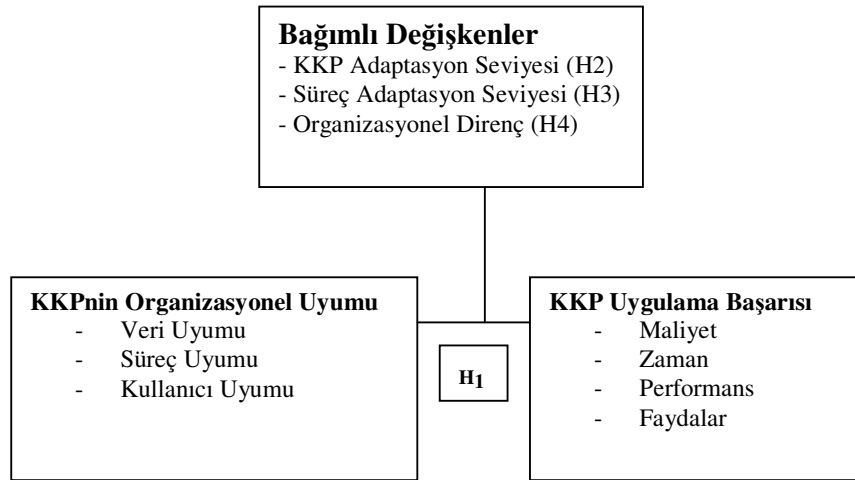 Bağımlı Değişkenler
- KKP Adaptasyon Seviyesi (H2)
- Süreç Adaptasyon Seviyesi (H3)
- Organizasyonel Direnç (H4)
KKPnin Organizasyonel Uyumu
- Veri Uyumu
- Süreç Uyumu
- Kullanıcı Uyumu
H1
KKP Uygulama Başarısı
- Maliyet
- Zaman
- Performans
- Faydalar